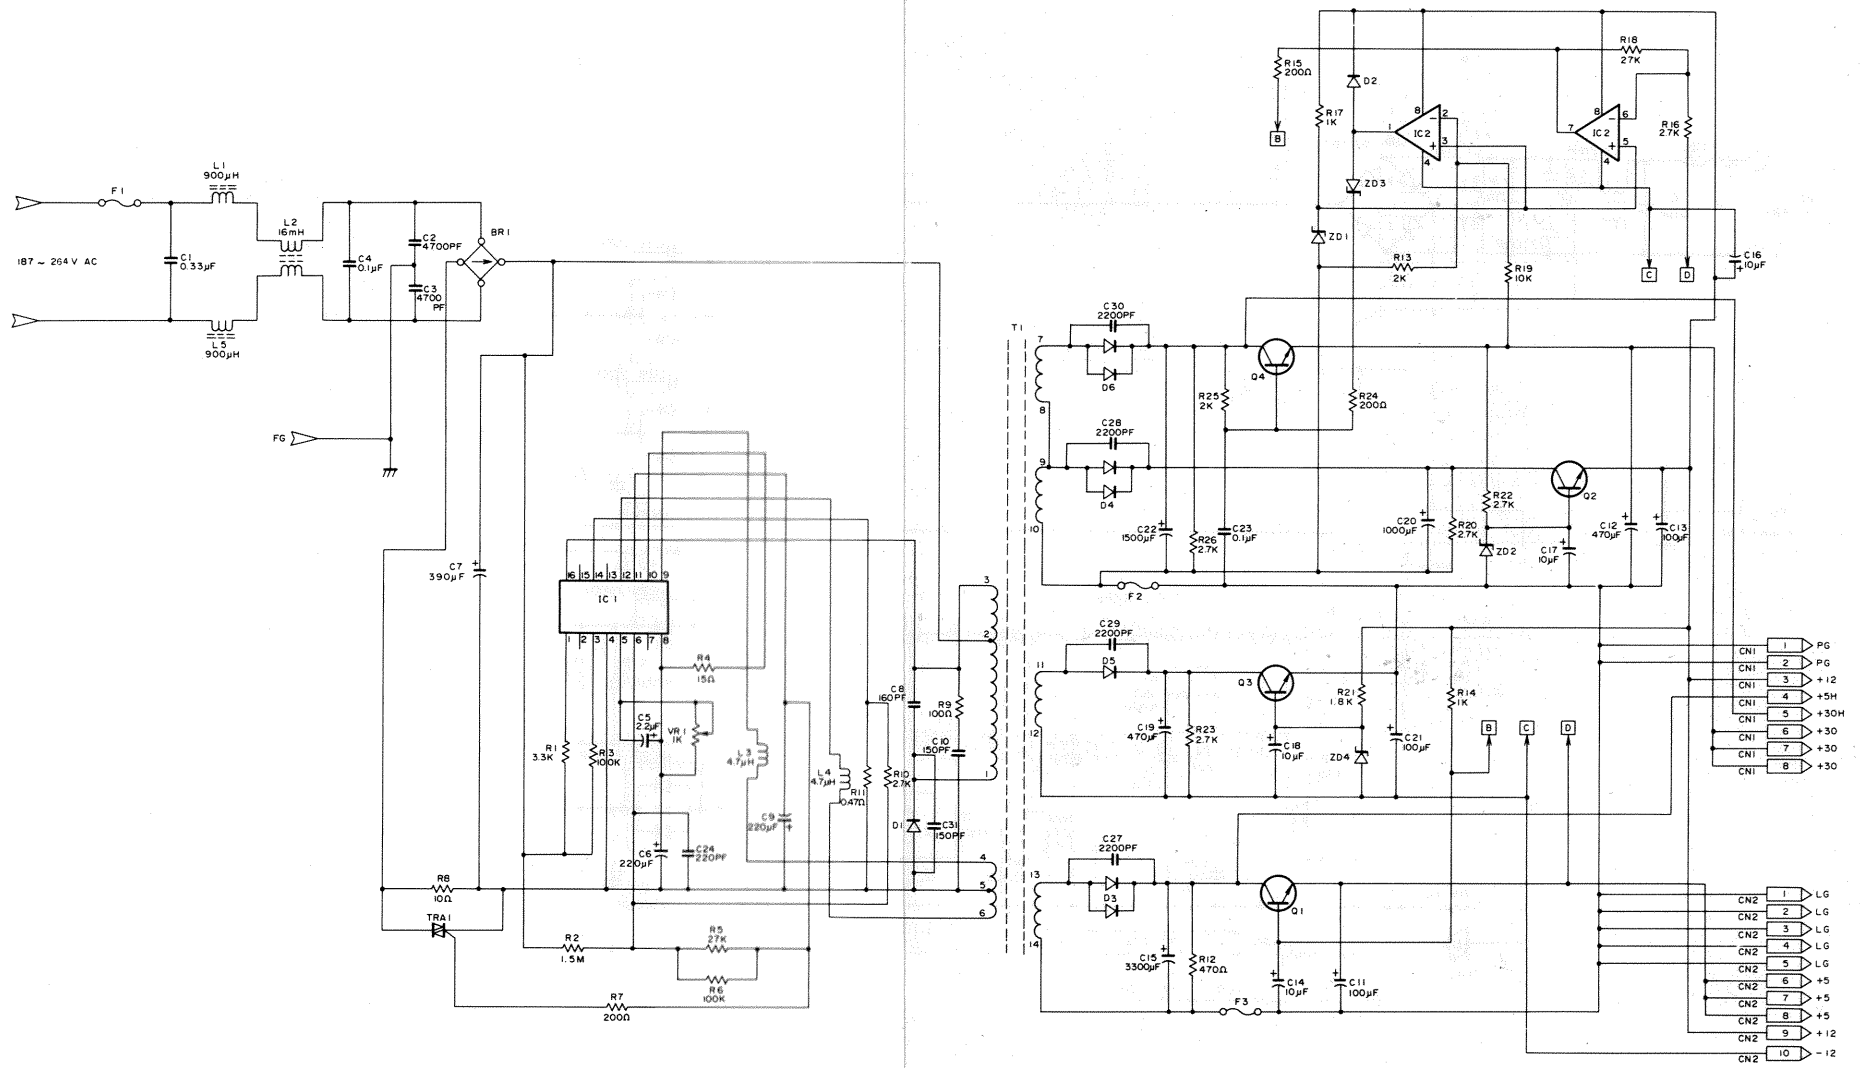 187 ~ 264 V AC
F1
L1
900µH
C1
0.33µF
L5
900µH
L2
16mH
C4
0.1µF
C2
4700PF
C3
4700
PF
BR1
FG
C7
390µF
16 15 14 13 12 11 10 9
IC 1
1 2 3 4 5 6 7 8
R4
15Ω
C5
2.2µF
VR1
1K
R1
3.3K
R3
100K
L3
4.7µH
L4
4.7µH
C9
220µF
R11
0.47Ω
R10
2.7K
C6
220µF
C24
220PF
R8
10Ω
TRA1
R2
1.5M
R5
27K
R6
100K
R7
200Ω
C8
160PF
R9
100Ω
C10
150PF
D1
C31
150PF
T1
3
2
1
4
5
6
7
8
9
10
11
12
13
14
R15
200Ω
B
R17
1K
D2
ZD3
1
8
2
3
4
IC2
7
8
6
5
4
IC2
R18
27K
R16
2.7K
ZD1
R13
2K
R19
10K
C
D
C16
10µF
C30
2200PF
D6
Q4
R25
2K
R24
200Ω
C28
2200PF
D4
C22
1500µF
R26
2.7K
C23
0.1µF
C20
1000µF
R20
2.7K
R22
2.7K
ZD2
Q2
C17
10µF
C12
470µF
C13
100µF
F2
C29
2200PF
D5
C19
470µF
R23
2.7K
Q3
C18
10µF
R21
1.8K
ZD4
C21
100µF
R14
1K
B
C
D
C27
2200PF
D3
C15
3300µF
R12
470Ω
Q1
C14
10µF
C11
100µF
F3
CN1 1 PG
CN1 2 PG
CN1 3 +12
CN1 4 +5H
CN1 5 +30H
CN1 6 +30
CN1 7 +30
CN1 8 +30
CN2 1 LG
CN2 2 LG
CN2 3 LG
CN2 4 LG
CN2 5 LG
CN2 6 +5
CN2 7 +5
CN2 8 +5
CN2 9 +12
CN2 10 -12